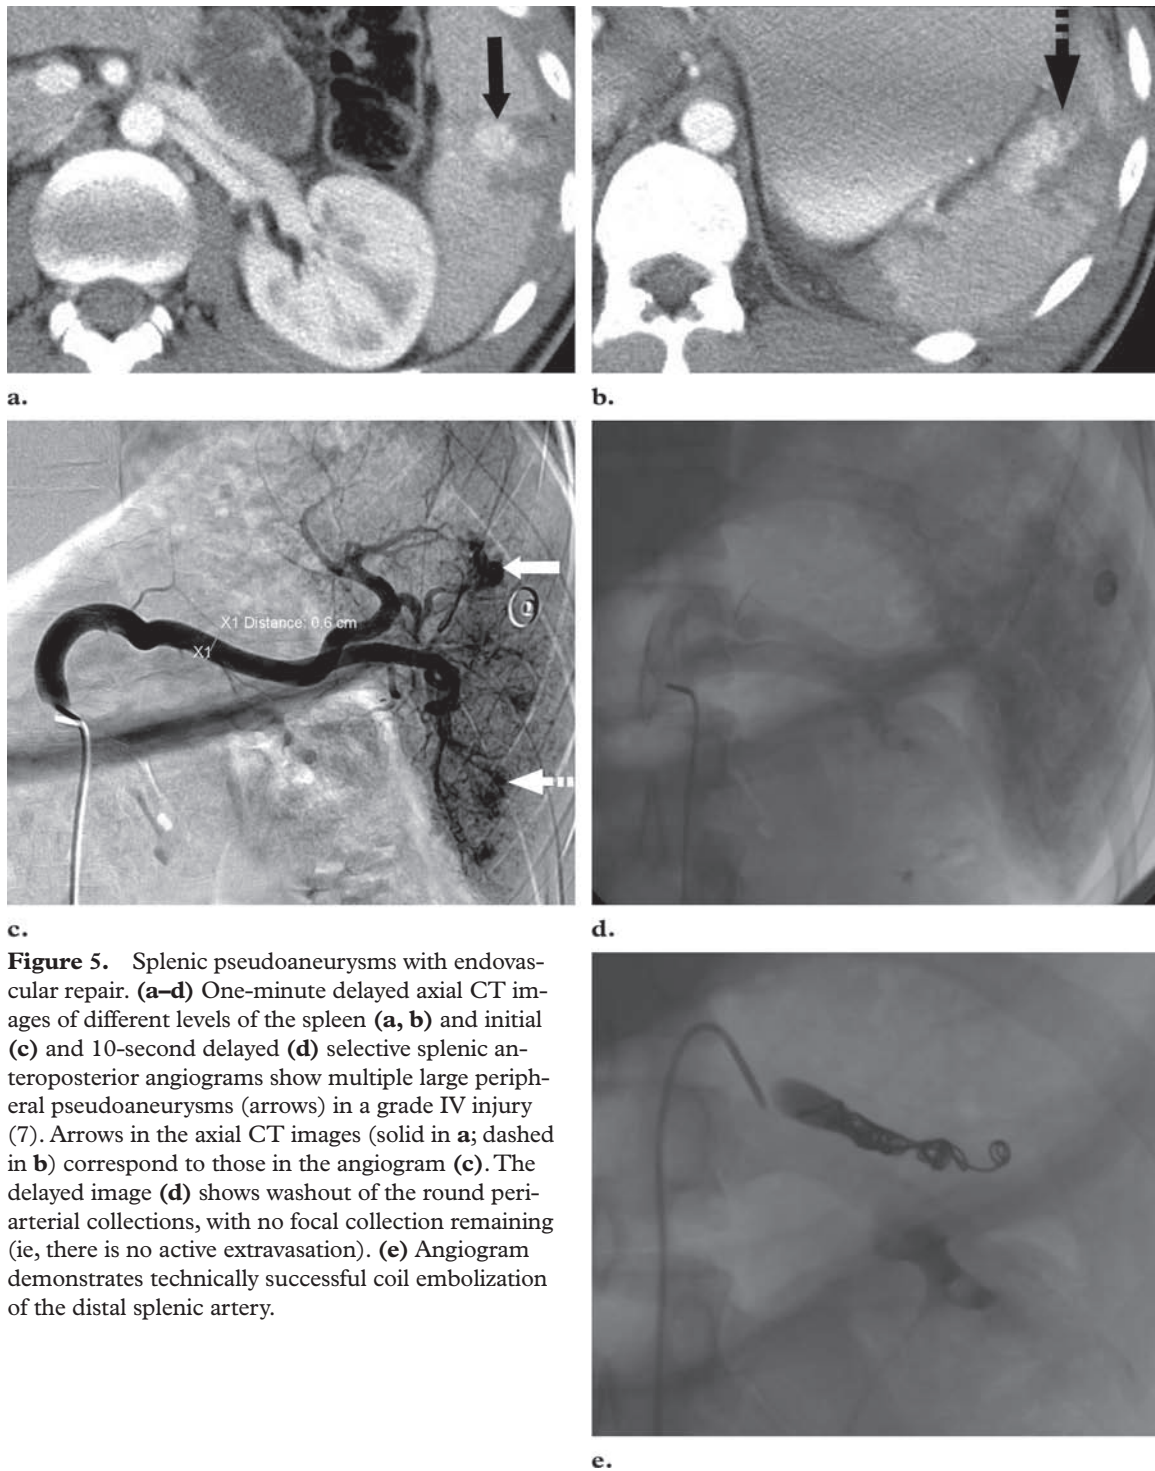 a.
b.
X1 Distance: 0.6 cm
X1
c.
d.
Figure 5. Splenic pseudoaneurysms with endovas-
cular repair. (a–d) One-minute delayed axial CT im-
ages of different levels of the spleen (a, b) and initial
(c) and 10-second delayed (d) selective splenic an-
teroposterior angiograms show multiple large periph-
eral pseudoaneurysms (arrows) in a grade IV injury
(7). Arrows in the axial CT images (solid in a; dashed
in b) correspond to those in the angiogram (c). The
delayed image (d) shows washout of the round peri-
arterial collections, with no focal collection remaining
(ie, there is no active extravasation). (e) Angiogram
demonstrates technically successful coil embolization
of the distal splenic artery.
e.